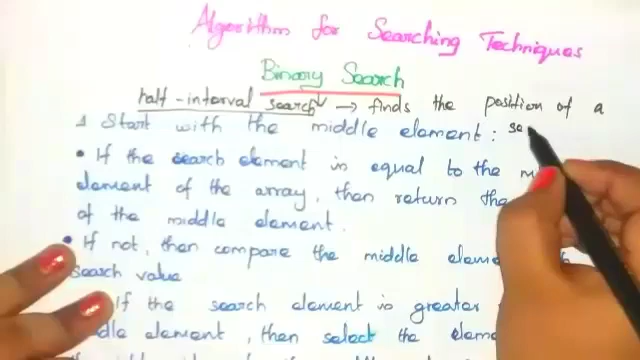 Algorithm for Searching Techniques
Binary Search
half-interval search → finds the position of a
1 Start with the middle element: se
• If the search element is equal to the
element of the array, then return the
of the middle element.
• If not, then compare the middle
search value
If the search element is greater
element, then select the